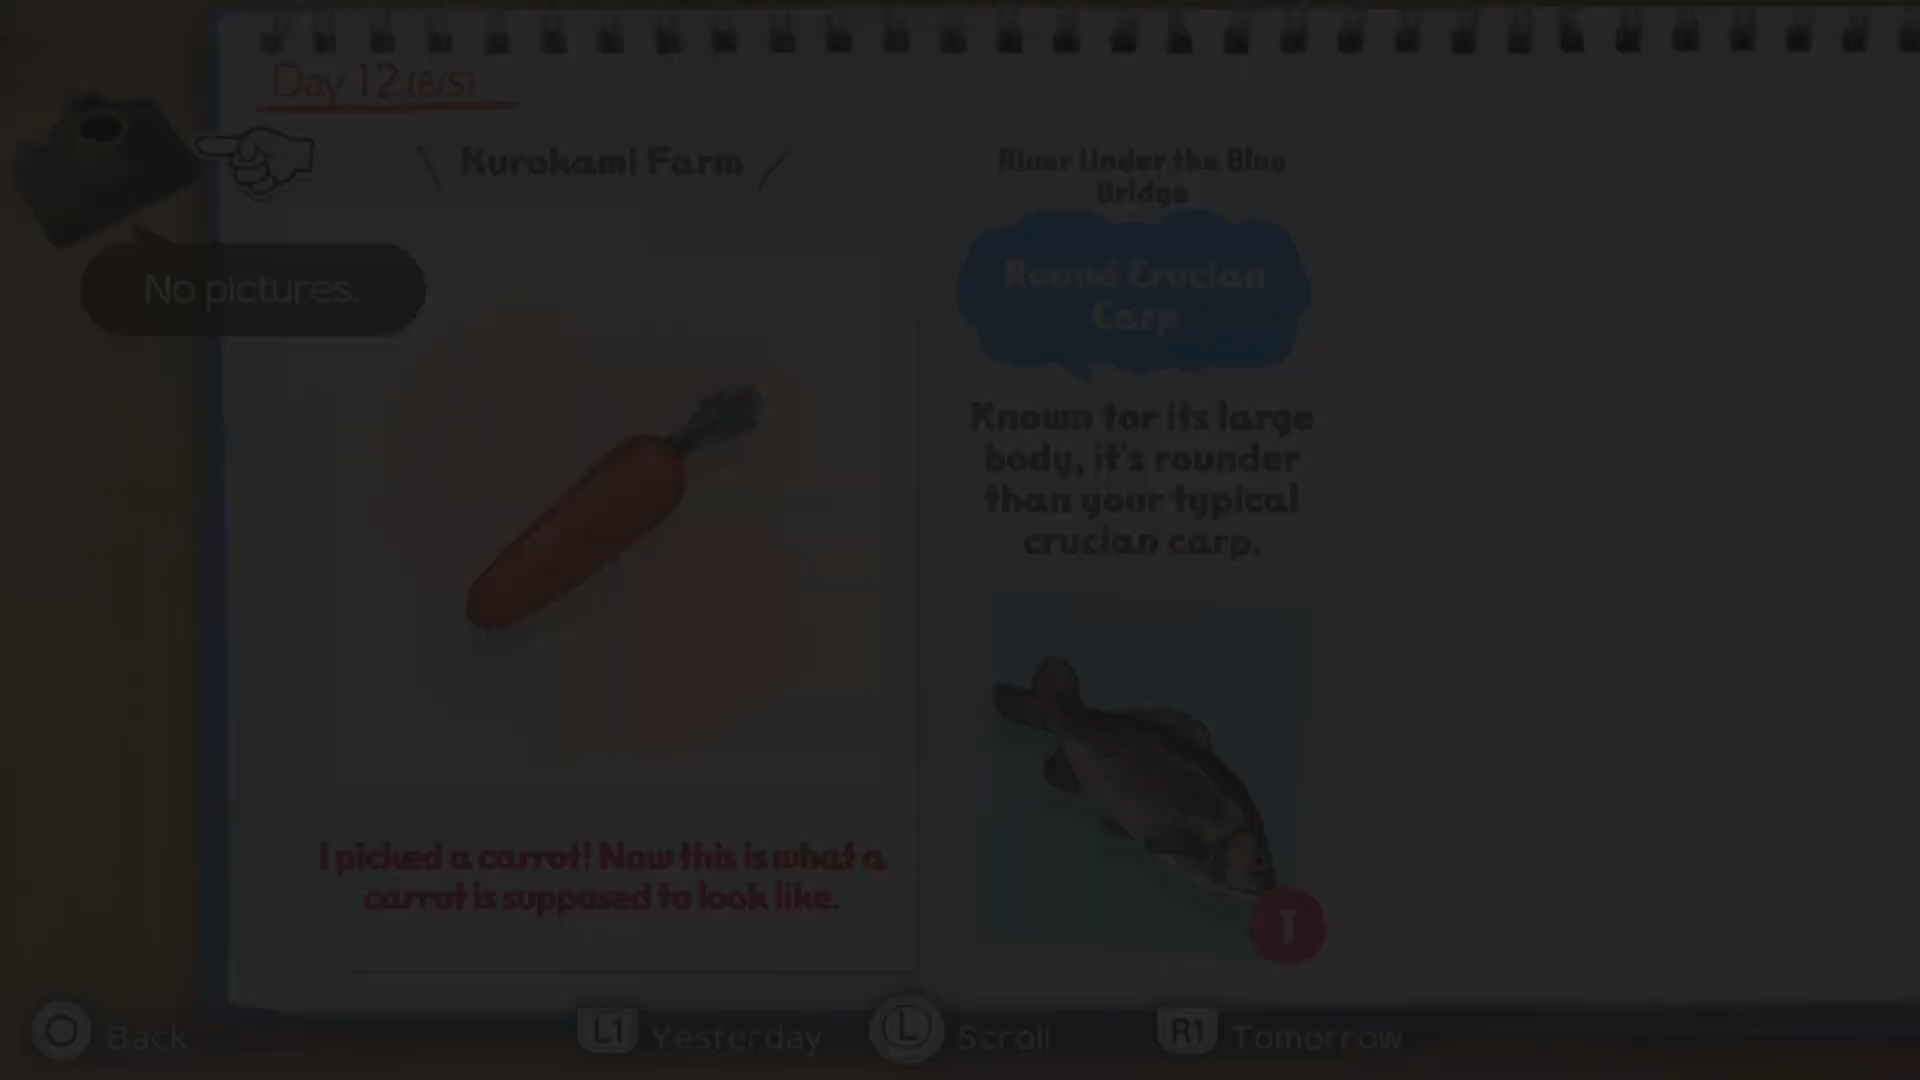 Day 12 (8/5)
Kurokami Farm
River Under the Blue
Bridge
No pictures.
Round Crucian
Carp
Known for its large
body, it's rounder
than your typical
crucian carp.
I picked a carrot! Now this is what a
carrot is supposed to look like.
1
Back
L1 Yesterday
L Scroll
R1 Tomorrow